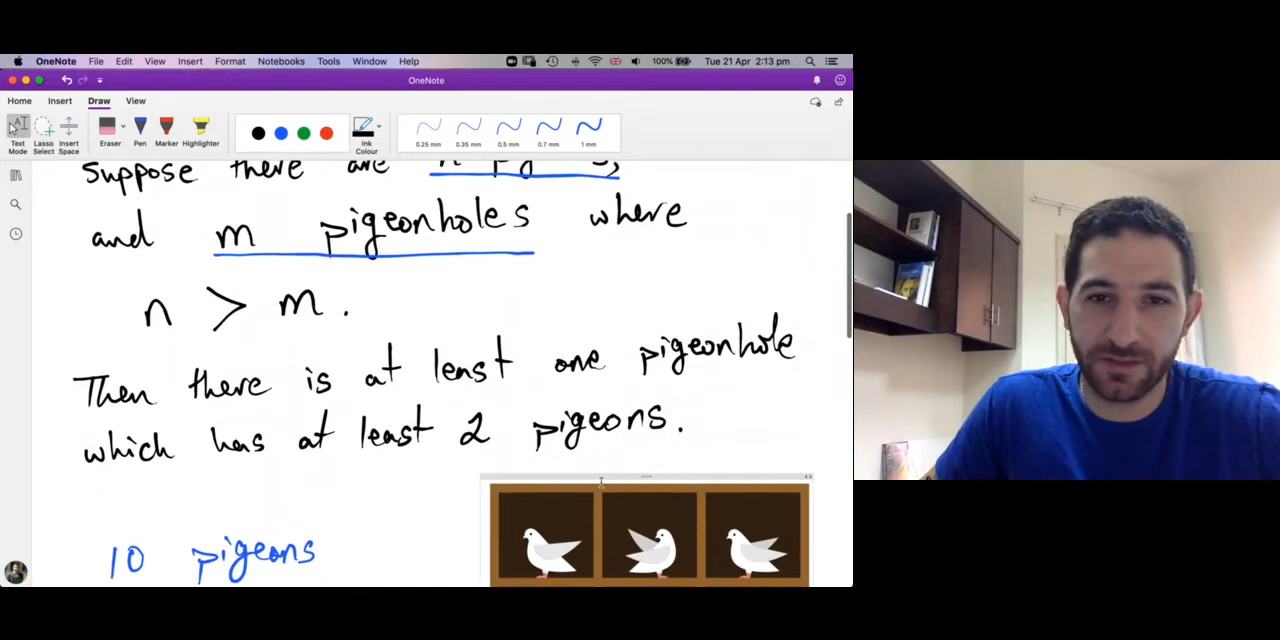 OneNote File Edit View Insert Format Notebooks Tools Window Help 100% Tue 21 Apr 2:13 pm
OneNote
Home Insert Draw View
Text Mode Lasso Select Insert Space Eraser Pen Marker Highlighter Ink Colour 0.25 mm 0.35 mm 0.5 mm 0.7 mm 1 mm
Suppose there are n
and m pigeonholes where
n > m.
Then there is at least one pigeonhole
which has at least 2 pigeons.
10 pigeons